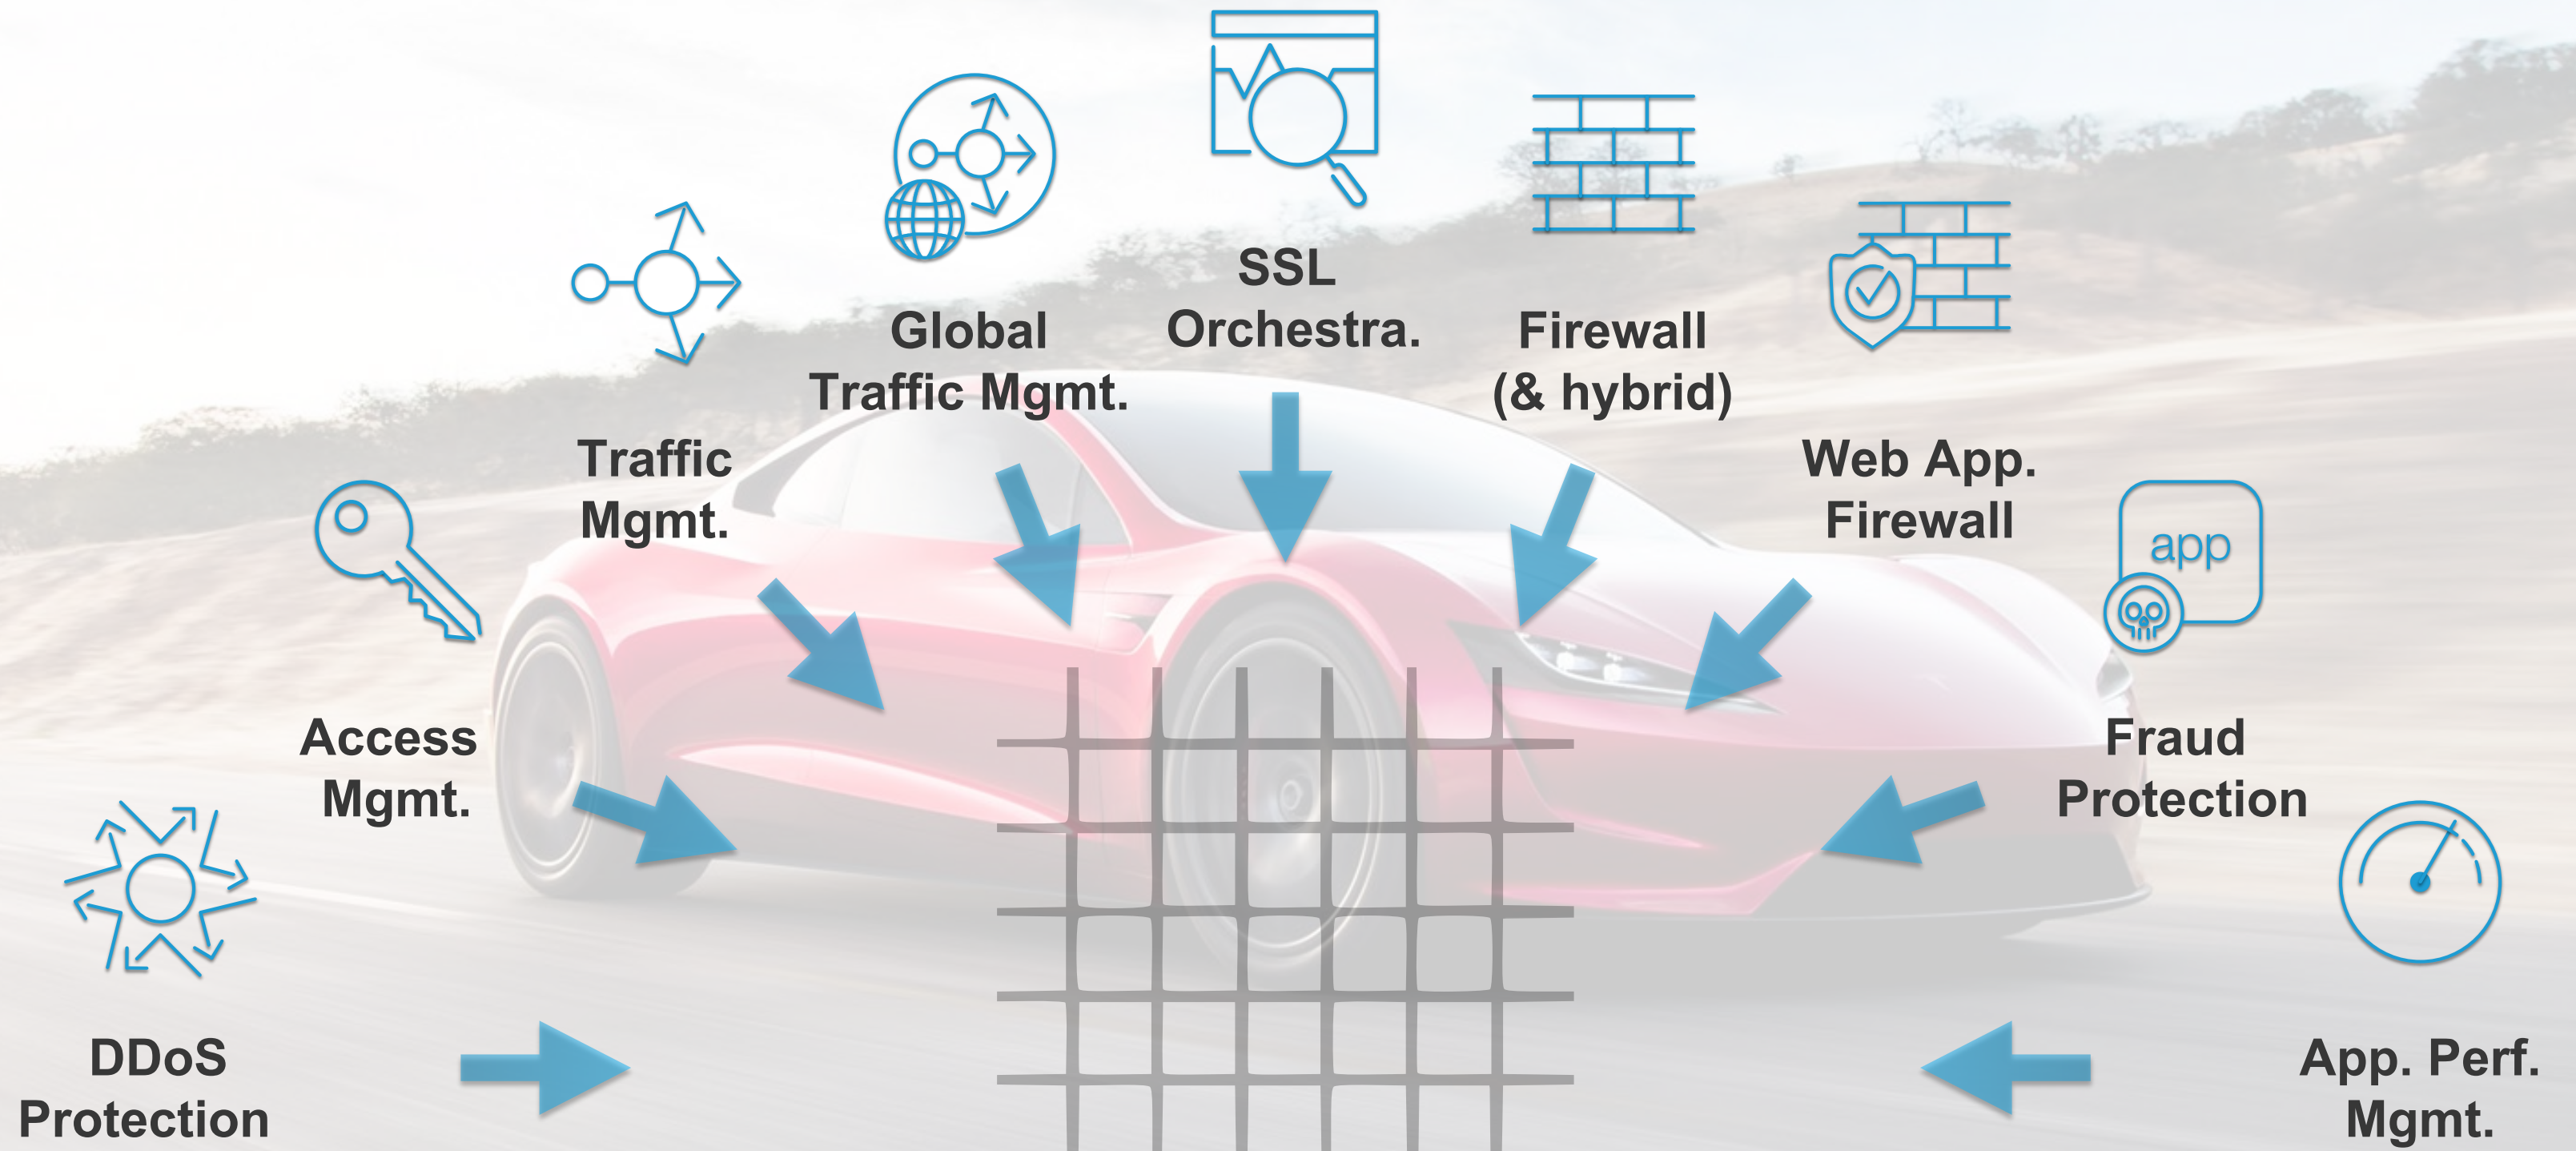 SSL
Orchestra.
Global
Traffic Mgmt.
Firewall
(& hybrid)
Traffic
Mgmt.
Web App.
Firewall
app
Access
Mgmt.
Fraud
Protection
DDoS
Protection
App. Perf.
Mgmt.